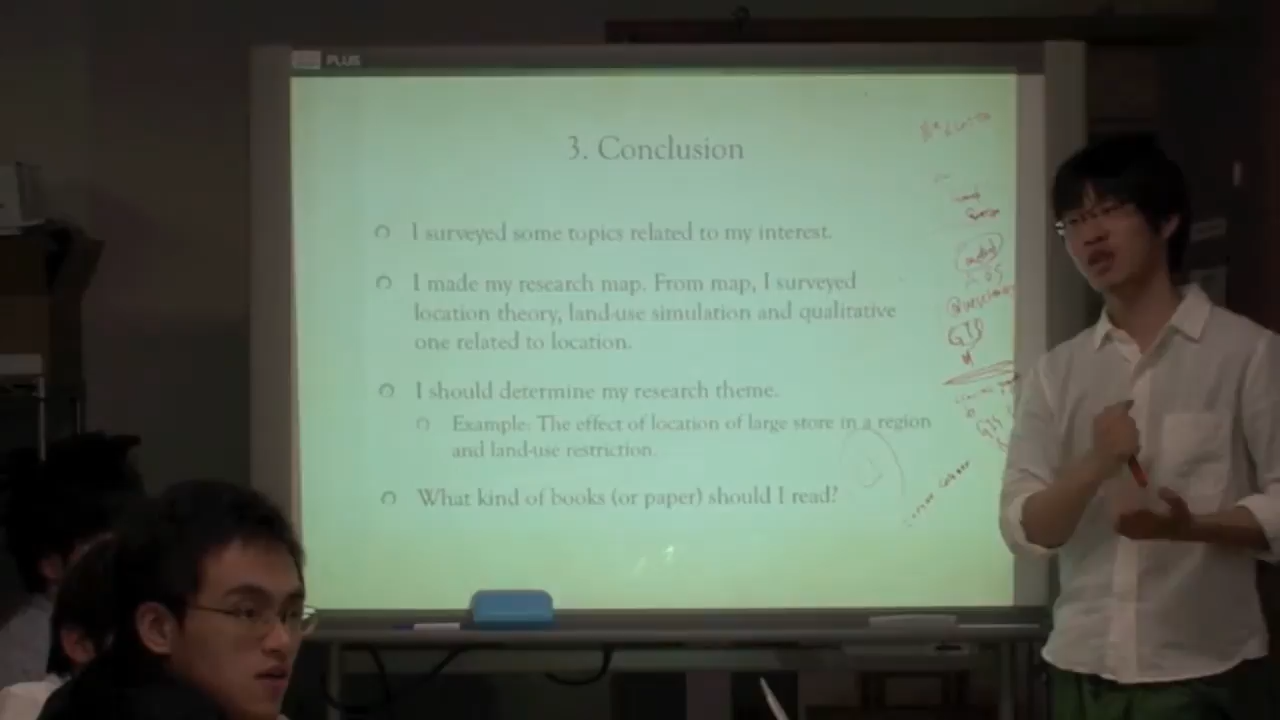 PLUS
3. Conclusion
I surveyed some topics related to my interest.
I made my research map. From map, I surveyed
location theory, land-use simulation and qualitative
one related to location.
I should determine my research theme.
Example: The effect of location of large store in a region
and land-use restriction.
What kind of books (or paper) should I read?
GIS